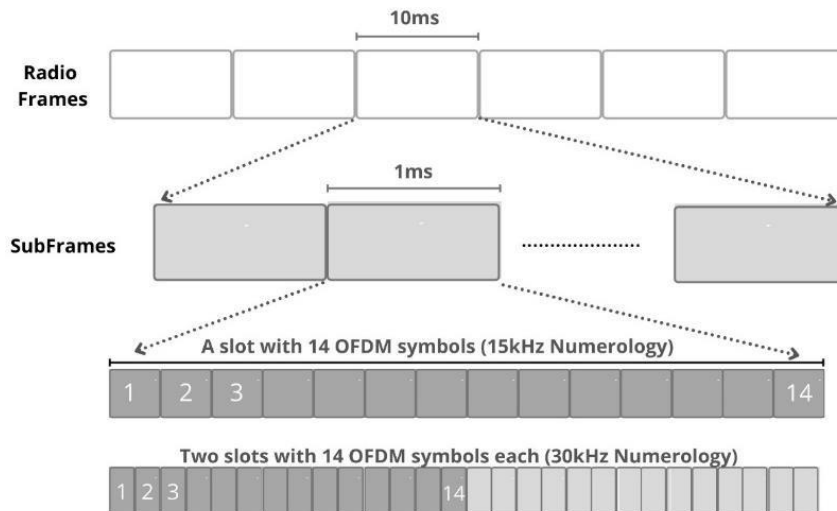 10ms
Radio
Frames
1ms
SubFrames
A slot with 14 OFDM symbols (15kHz Numerology)
1 2 3 14
Two slots with 14 OFDM symbols each (30kHz Numerology)
1 2 3 14